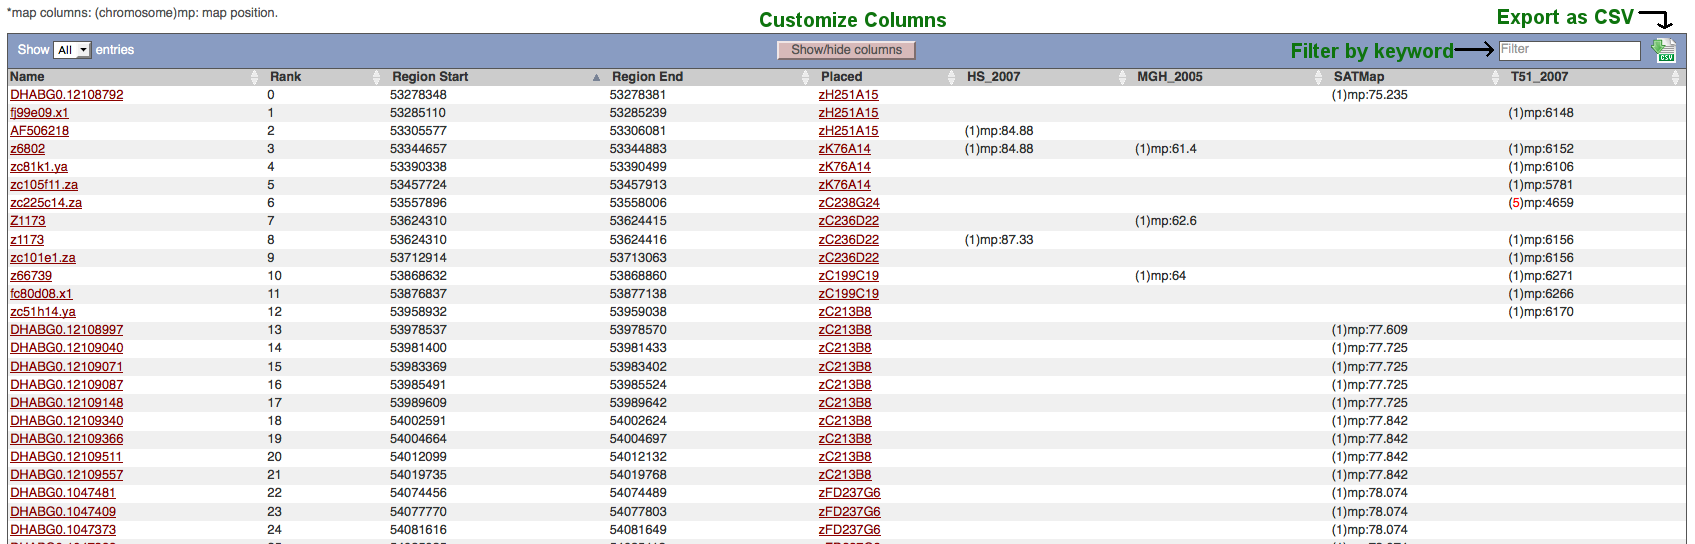 *map columns: (chromosome)mp: map position.
Customize Columns
Export as CSV
Show All entries
Show/hide columns
Filter by keyword
Filter
CSV
Name Rank Region Start Region End Placed HS_2007 MGH_2005 SATMap T51_2007
DHABG0.12108792 0 53278348 53278381 zH251A15 (1)mp:75.235
fj99e09.x1 1 53285110 53285239 zH251A15 (1)mp:6148
AF506218 2 53305577 53306081 zH251A15 (1)mp:84.88
z6802 3 53344657 53344883 zK76A14 (1)mp:84.88 (1)mp:61.4 (1)mp:6152
zc81k1.ya 4 53390338 53390499 zK76A14 (1)mp:6106
zc105f11.za 5 53457724 53457913 zK76A14 (1)mp:5781
zc225c14.za 6 53557896 53558006 zC238G24 (5)mp:4659
Z1173 7 53624310 53624415 zC236D22 (1)mp:62.6
z1173 8 53624310 53624416 zC236D22 (1)mp:87.33 (1)mp:6156
zc101e1.za 9 53712914 53713063 zC236D22 (1)mp:6156
z66739 10 53868632 53868860 zC199C19 (1)mp:64 (1)mp:6271
fc80d08.x1 11 53876837 53877138 zC199C19 (1)mp:6266
zc51h14.ya 12 53958932 53959038 zC213B8 (1)mp:6170
DHABG0.12108997 13 53978537 53978570 zC213B8 (1)mp:77.609
DHABG0.12109040 14 53981400 53981433 zC213B8 (1)mp:77.725
DHABG0.12109071 15 53983369 53983402 zC213B8 (1)mp:77.725
DHABG0.12109087 16 53985491 53985524 zC213B8 (1)mp:77.725
DHABG0.12109148 17 53989609 53989642 zC213B8 (1)mp:77.725
DHABG0.12109340 18 54002591 54002624 zC213B8 (1)mp:77.842
DHABG0.12109366 19 54004664 54004697 zC213B8 (1)mp:77.842
DHABG0.12109511 20 54012099 54012132 zC213B8 (1)mp:77.842
DHABG0.12109557 21 54019735 54019768 zC213B8 (1)mp:77.842
DHABG0.1047481 22 54074456 54074489 zFD237G6 (1)mp:78.074
DHABG0.1047409 23 54077770 54077803 zFD237G6 (1)mp:78.074
DHABG0.1047373 24 54081616 54081649 zFD237G6 (1)mp:78.074